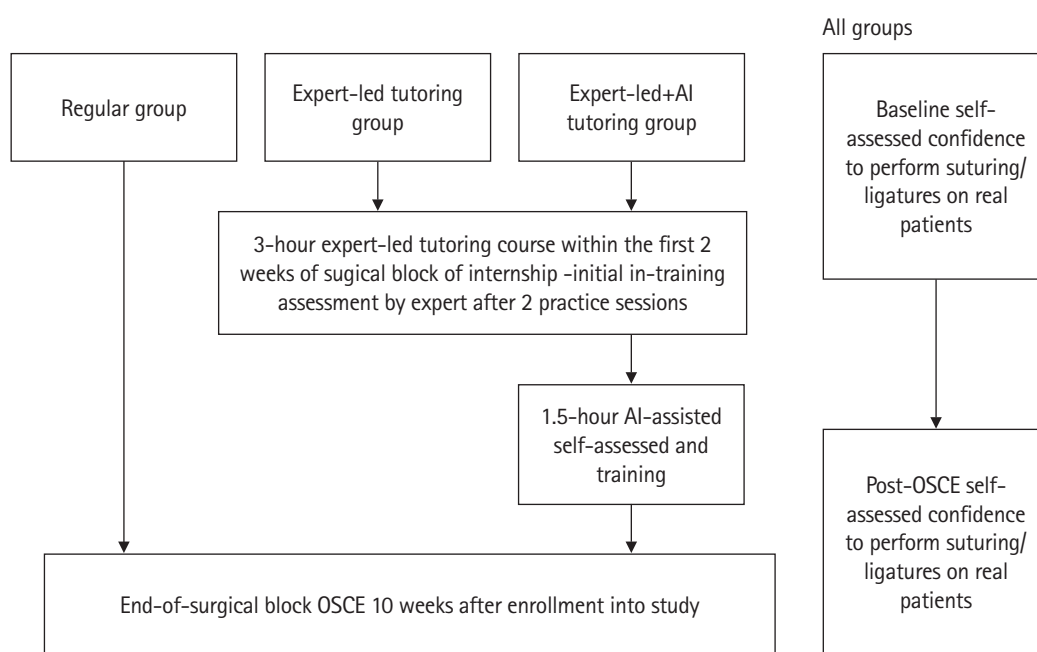 All groups
Regular group
Expert-led tutoring
group
Expert-led+AI
tutoring group
Baseline self-
assessed confidence
to perform suturing/
ligatures on real
patients
3-hour expert-led tutoring course within the first 2
weeks of sugical block of internship -initial in-training
assessment by expert after 2 practice sessions
1.5-hour AI-assisted
self-assessed and
training
Post-OSCE self-
assessed confidence
to perform suturing/
ligatures on real
patients
End-of-surgical block OSCE 10 weeks after enrollment into study